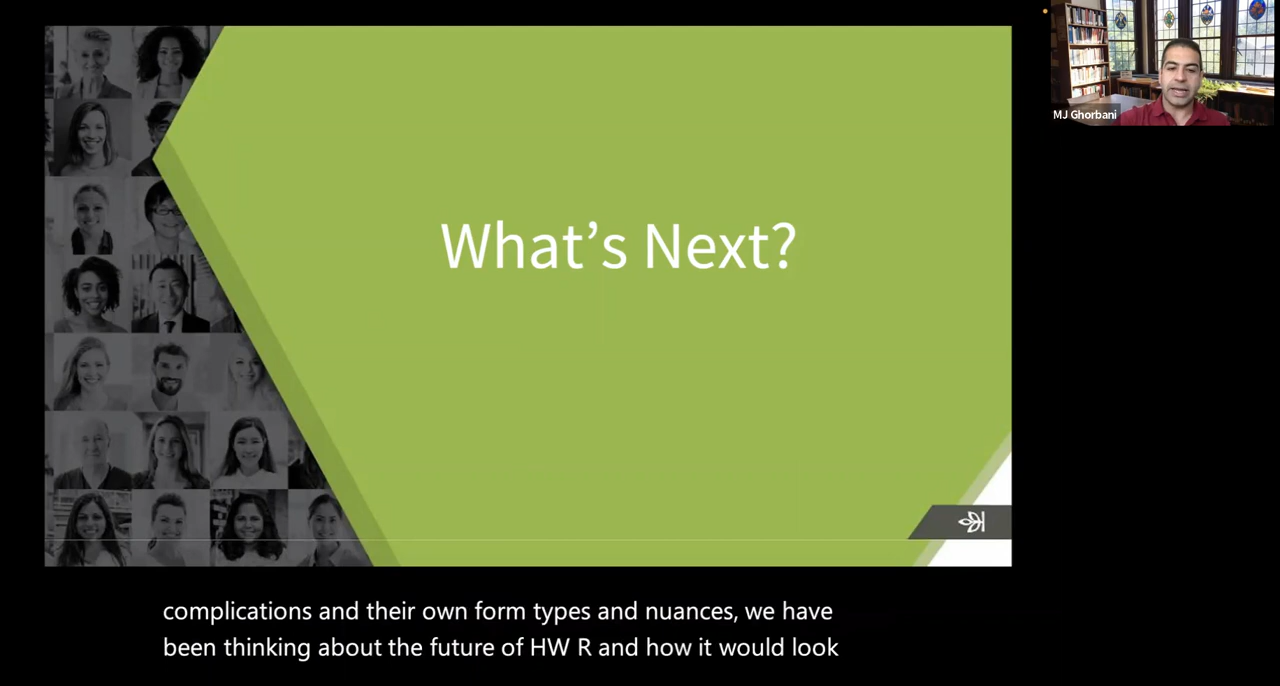 What's Next?
MJ Ghorbani
complications and their own form types and nuances, we have
been thinking about the future of HW R and how it would look